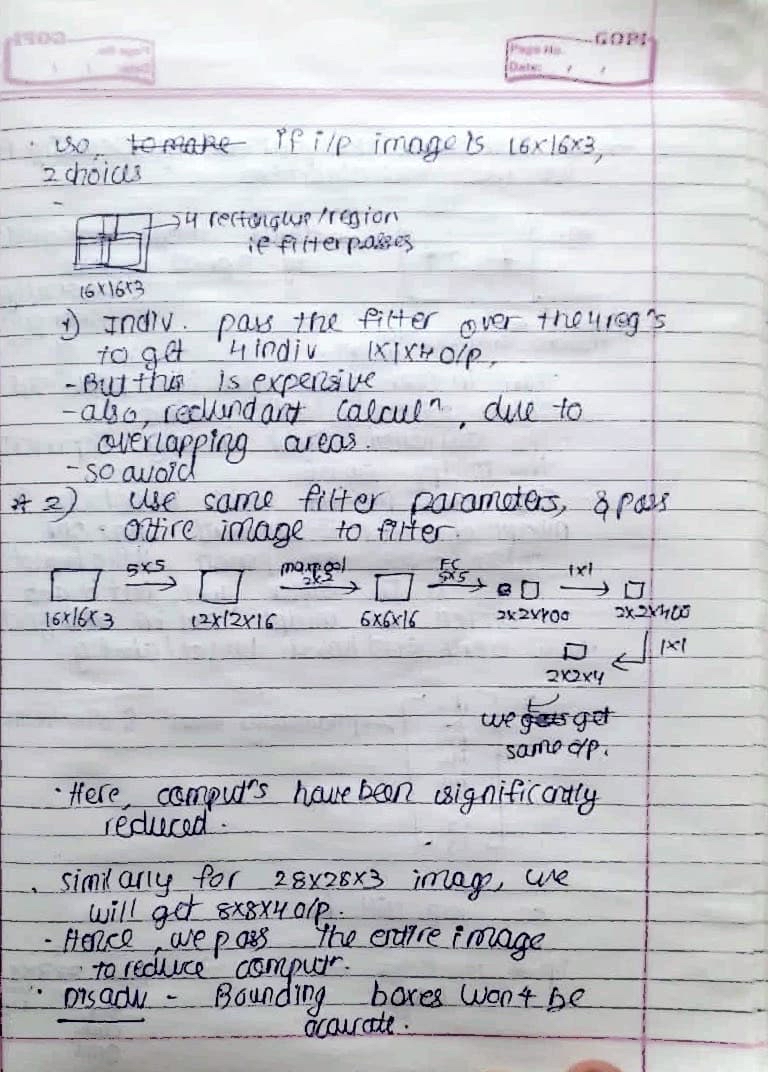 GOPI
Page No.
Date: / /
· so, to make if i/p image is 16x16x3,
2 choices
→ 4 rectangular /region
ie filter passes
16x16x3
1) Indiv. pass the filter over the 4 reg^n s
to get 4 indiv 1x1x4 o/p,
- But this is expensive
- also, redundant calcul^n, due to
overlapping areas.
- so avoid
* 2) use same filter parameters, & pass
entire image to filter.
5x5 maxpool 2x2 FC 5x5 1x1
16x16x3 12x12x16 6x6x16 2x2x400 2x2x400
1x1
2x2x4
we goes get
same o/p.
· Here, comput^n s have been significantly
reduced.
· similarly for 28x28x3 image, we
will get 8x8x4 o/p.
- Hence, we pass the entire image
to reduce comput^n.
· Disadv - Bounding boxes won't be
accurate.